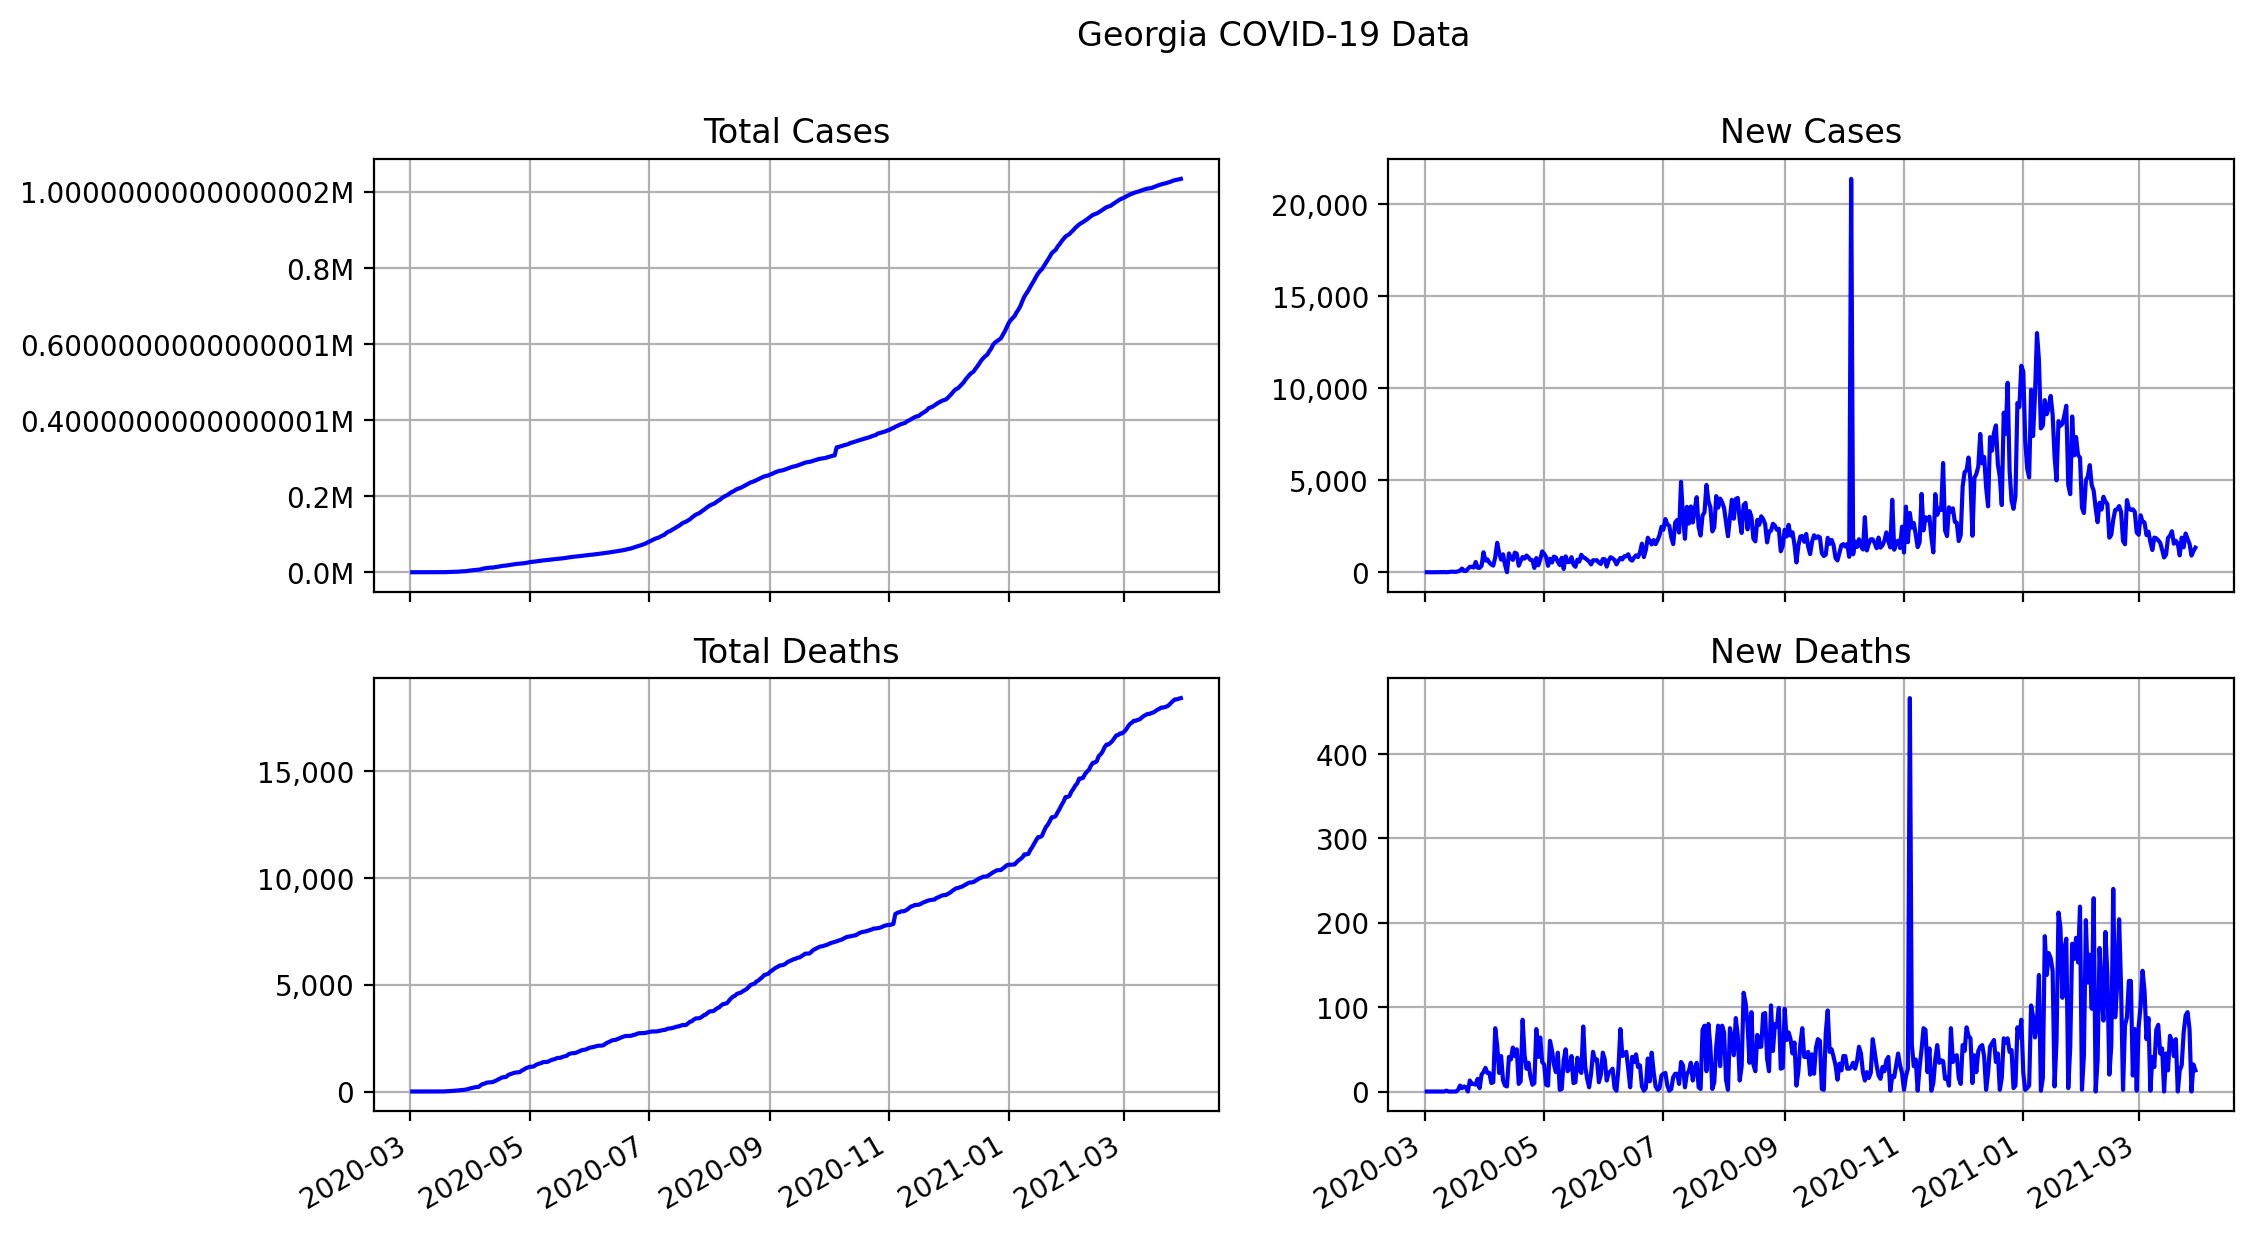 Georgia COVID-19 Data
Total Cases
1.0000000000000002M
0.8M
0.6000000000000001M
0.4000000000000001M
0.2M
0.0M
New Cases
20,000
15,000
10,000
5,000
0
Total Deaths
15,000
10,000
5,000
0
2020-03
2020-05
2020-07
2020-09
2020-11
2021-01
2021-03
New Deaths
400
300
200
100
0
2020-03
2020-05
2020-07
2020-09
2020-11
2021-01
2021-03